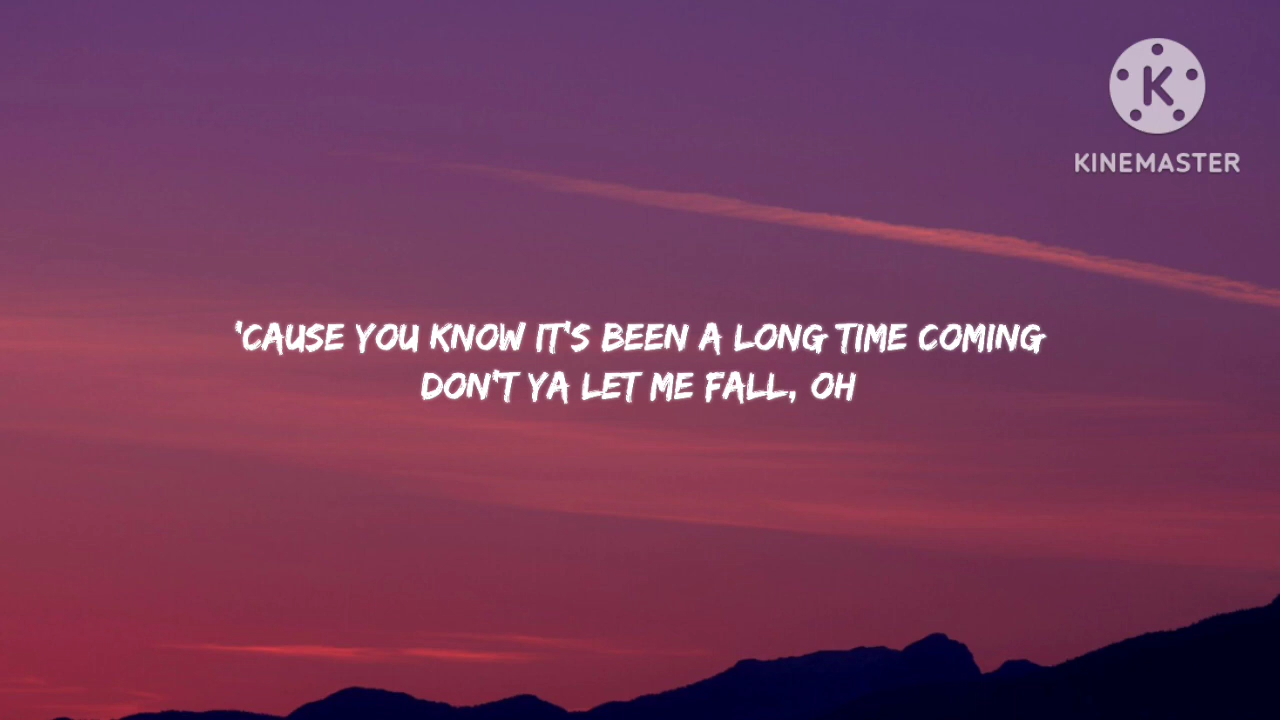 K
KINEMASTER
'CAUSE YOU KNOW IT'S BEEN A LONG TIME COMING
DON'T YA LET ME FALL, OH